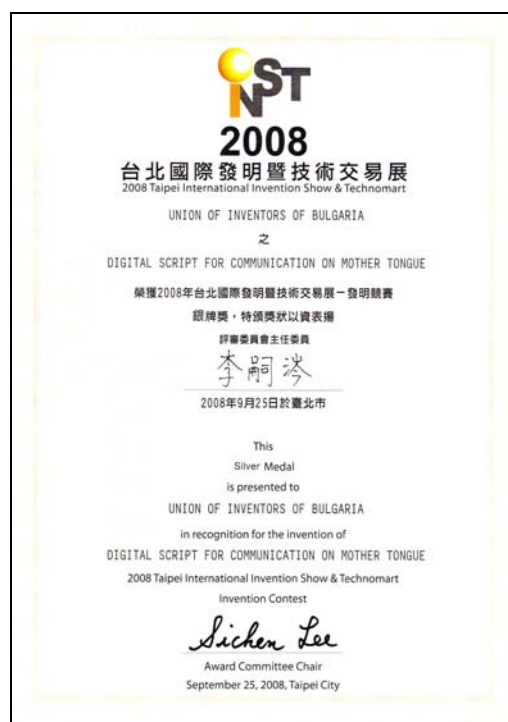 INST
2008
台北國際發明暨技術交易展
2008 Taipei International Invention Show & Technomart
UNION OF INVENTORS OF BULGARIA
之
DIGITAL SCRIPT FOR COMMUNICATION ON MOTHER TONGUE
榮獲2008年台北國際發明暨技術交易展－發明競賽
銀牌獎，特頒獎狀以資表揚
評審委員會主任委員
李嗣涔
2008年9月25日於臺北市
This
Silver Medal
is presented to
UNION OF INVENTORS OF BULGARIA
in recognition for the invention of
DIGITAL SCRIPT FOR COMMUNICATION ON MOTHER TONGUE
2008 Taipei International Invention Show & Technomart
Invention Contest
Sichen Lee
Award Committee Chair
September 25, 2008, Taipei City